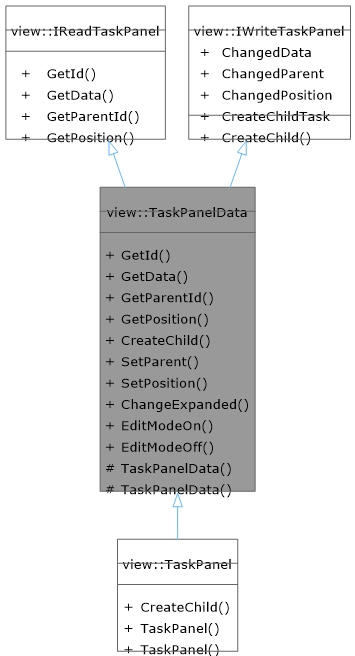 view::IReadTaskPanel
+ GetId()
+ GetData()
+ GetParentId()
+ GetPosition()
view::IWriteTaskPanel
+ ChangedData
+ ChangedParent
+ ChangedPosition
+ CreateChildTask
+ CreateChild()
view::TaskPanelData
+ GetId()
+ GetData()
+ GetParentId()
+ GetPosition()
+ CreateChild()
+ SetParent()
+ SetPosition()
+ ChangeExpanded()
+ EditModeOn()
+ EditModeOff()
# TaskPanelData()
# TaskPanelData()
view::TaskPanel
+ CreateChild()
+ TaskPanel()
+ TaskPanel()